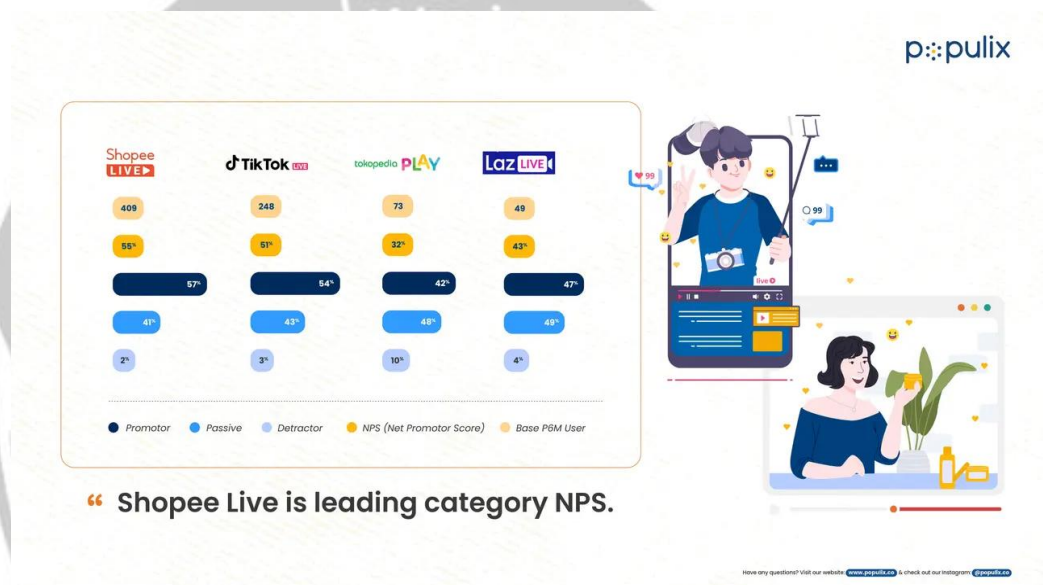 populix
Shopee
LIVE
TikTok LIVE
tokopedia PLAY
Laz LIVE
409 248 73 49
55% 51% 32% 43%
57% 54% 42% 47%
41% 43% 48% 49%
2% 3% 10% 4%
Promotor Passive Detractor NPS (Net Promotor Score) Base P6M User
“ Shopee Live is leading category NPS.
99
99
live
Have any questions? Visit our website: www.populix.co & check out our Instagram: @populix.co